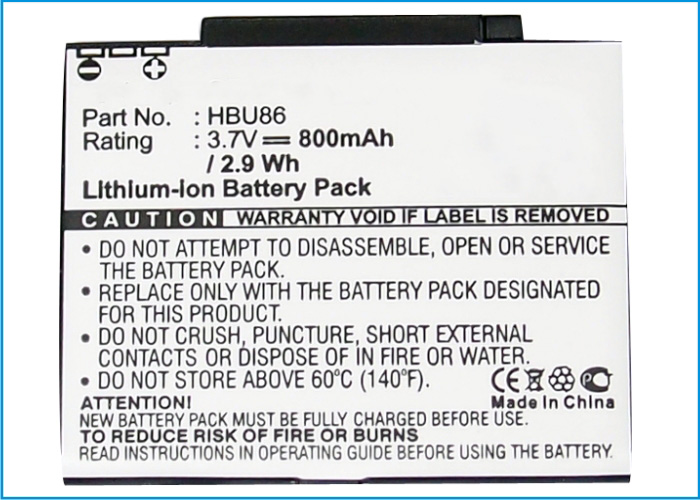 Part No. : HBU86
Rating : 3.7V 800mAh
/ 2.9 Wh
Lithium-ion Battery Pack
CAUTION WARRANTY VOID IF LABEL IS REMOVED
• DO NOT ATTEMPT TO DISASSEMBLE, OPEN OR SERVICE
THE BATTERY PACK.
• REPLACE ONLY WITH THE BATTERY PACK DESIGNATED
FOR THIS PRODUCT.
• DO NOT CRUSH, PUNCTURE, SHORT EXTERNAL
CONTACTS OR DISPOSE OF IN FIRE OR WATER.
• DO NOT STORE ABOVE 60°C (140°F).
CE PC
Made In China
ATTENTION!
NEW BATTERY PACK MUST BE FULLY CHARGED BEFORE USE.
TO REDUCE RISK OF FIRE OR BURNS
READ INSTRUCTIONS CAREFULLY BEFORE USING THE BATTERY.